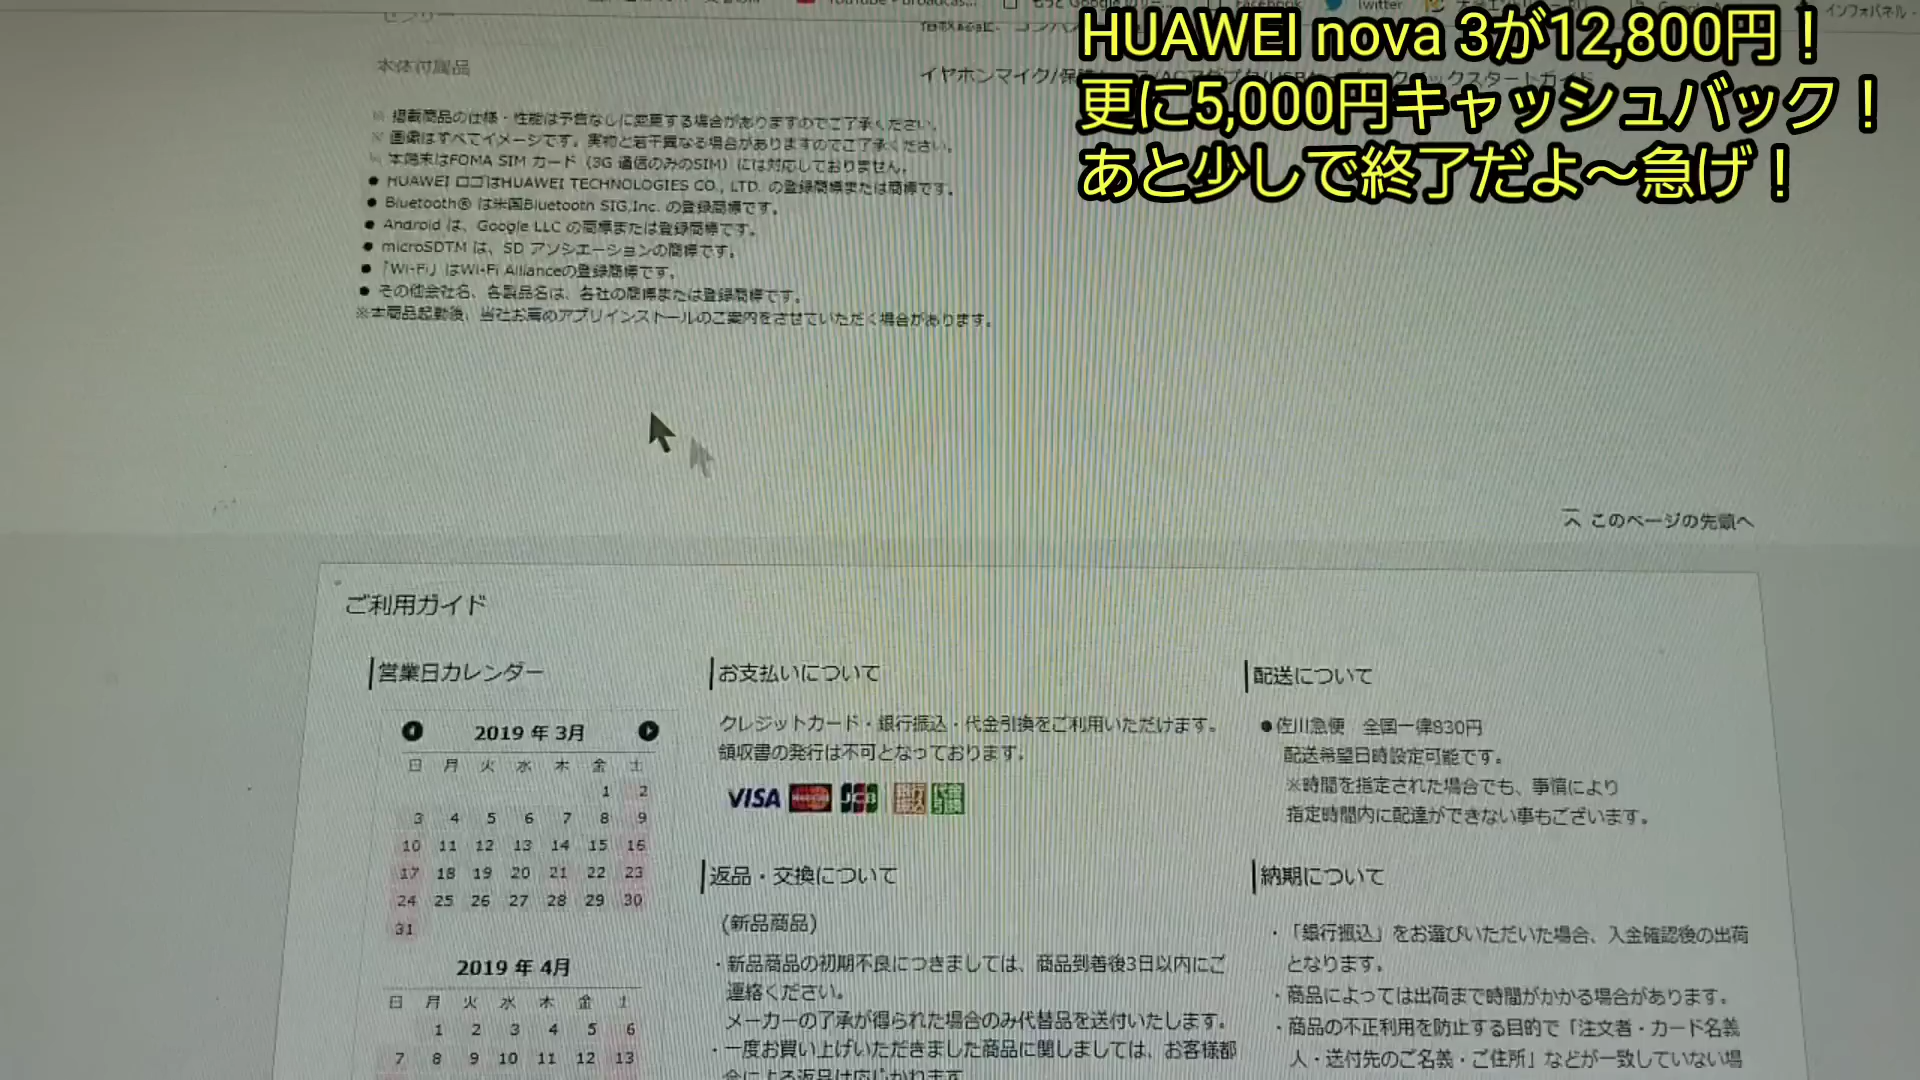 HUAWEI nova 3が12,800円！
更に5,000円キャッシュバック！
あと少しで終了だよ〜急げ！
本体付属品
※ 掲載商品の仕様・性能は予告なしに変更する場合がありますのでご了承ください。
※ 画像はすべてイメージです。実物と若干異なる場合がありますのでご了承ください。
※ 本端末はFOMA SIM カード（3G 通信のみのSIM）には対応しておりません。
● HUAWEI ロゴはHUAWEI TECHNOLOGIES CO., LTD. の登録商標または商標です。
● Bluetooth® は米国Bluetooth SIG,Inc. の登録商標です。
● Android は、Google LLC の商標または登録商標です。
● microSDTM は、SD アソシエーションの商標です。
● 「Wi-Fi」はWi-Fi Allianceの登録商標です。
● その他会社名、各製品名は、各社の商標または登録商標です。
※本商品起動後、当社お薦めアプリインストールのご案内をさせていただく場合があります。
このページの先頭へ
ご利用ガイド
営業日カレンダー
2019 年 3月
日 月 火 水 木 金 土
1 2
3 4 5 6 7 8 9
10 11 12 13 14 15 16
17 18 19 20 21 22 23
24 25 26 27 28 29 30
31
2019 年 4月
日 月 火 水 木 金 土
1 2 3 4 5 6
7 8 9 10 11 12 13
お支払いについて
クレジットカード・銀行振込・代金引換をご利用いただけます。
領収書の発行は不可となっております。
VISA MasterCard JCB 銀行振込 代金引換
返品・交換について
(新品商品)
・新品商品の初期不良につきましては、商品到着後3日以内にご
連絡ください。
メーカーの了承が得られた場合のみ代替品を送付いたします。
・一度お買い上げいただきました商品に関しましては、お客様都
合による返品は応じかねます。
配送について
●佐川急便 全国一律830円
配送希望日時設定可能です。
※時間を指定された場合でも、事情により
指定時間内に配達ができない事もございます。
納期について
・「銀行振込」をお選びいただいた場合、入金確認後の出荷
となります。
・商品によっては出荷まで時間がかかる場合があります。
・商品の不正利用を防止する目的で「注文者・カード名義
人・送付先のご名義・ご住所」などが一致していない場